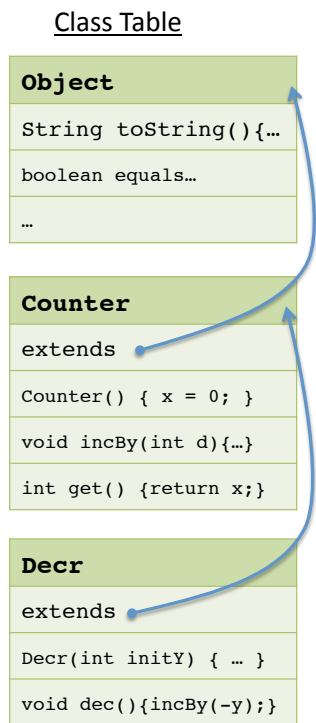 Class Table
Object
String toString(){…
boolean equals…
…
Counter
extends
Counter() { x = 0; }
void incBy(int d){…}
int get() {return x;}
Decr
extends
Decr(int initY) { … }
void dec(){incBy(-y);}